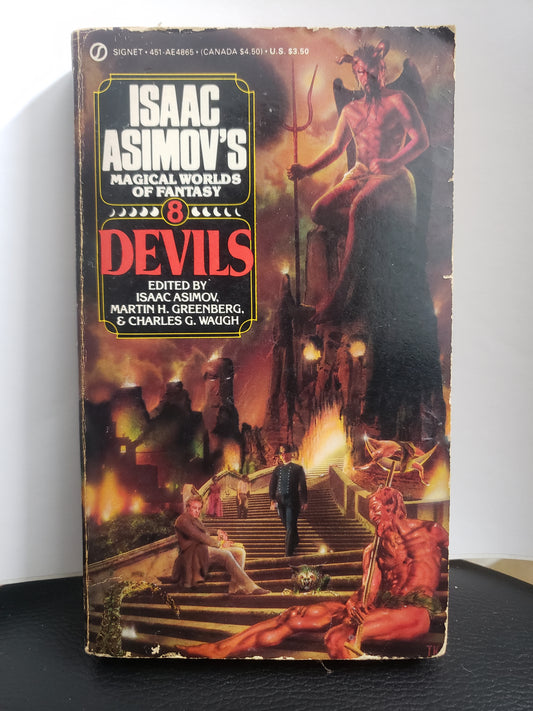 SIGNET • 451-AE4865 • (CANADA $4.50) • U.S. $3.50
ISAAC
ASIMOV'S
MAGICAL WORLDS
OF FANTASY
8
DEVILS
EDITED BY
ISAAC ASIMOV,
MARTIN H. GREENBERG,
& CHARLES G. WAUGH